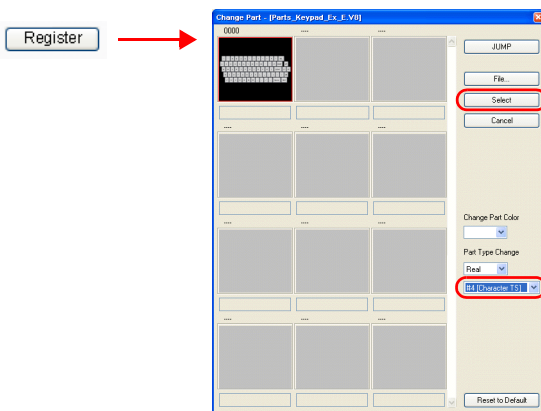 Register
Change Part - [Parts_Keypad_Ex_E.V8]
0000 ---- ----
JUMP
File...
Select
Cancel
---- ---- ----
---- ---- ----
Change Part Color
Part Type Change
Real
#4 [Character TS]
---- ---- ----
Reset to Default